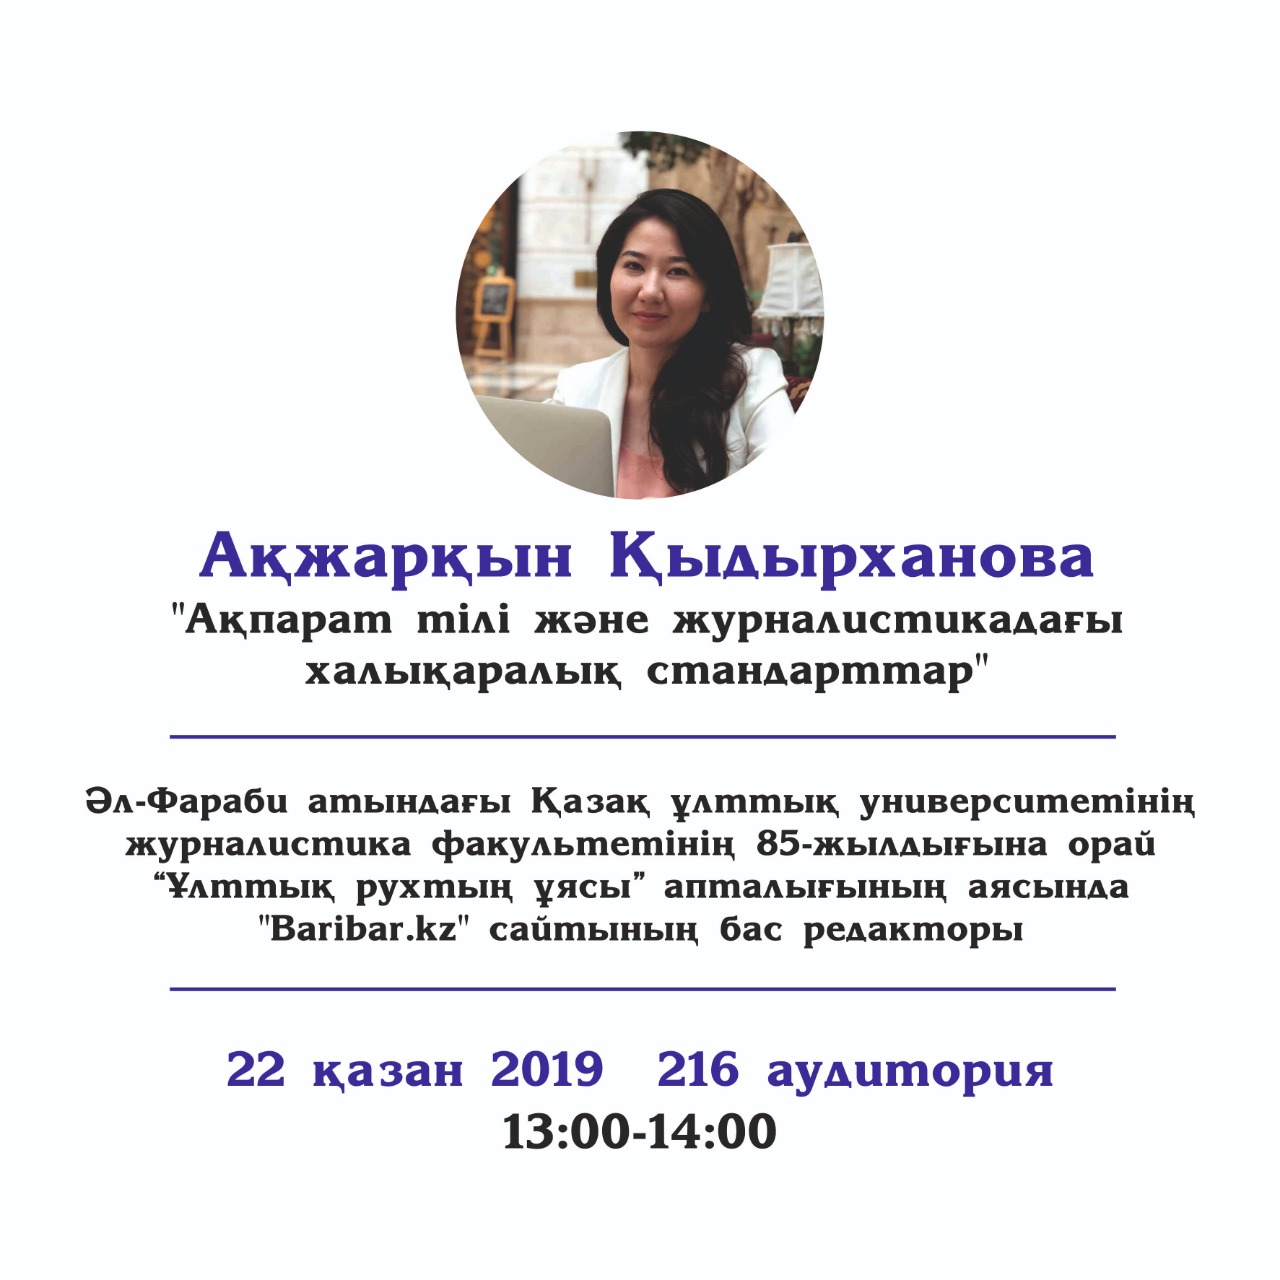 Ақжарқын Қыдырханова
"Ақпарат тілі және журналистикадағы
халықаралық стандарттар"
Әл-Фараби атындағы Қазақ ұлттық университетінің
журналистика факультетінің 85-жылдығына орай
“Ұлттық рухтың ұясы” апталығының аясында
"Baribar.kz" сайтының бас редакторы
22 қазан 2019 216 аудитория
13:00-14:00